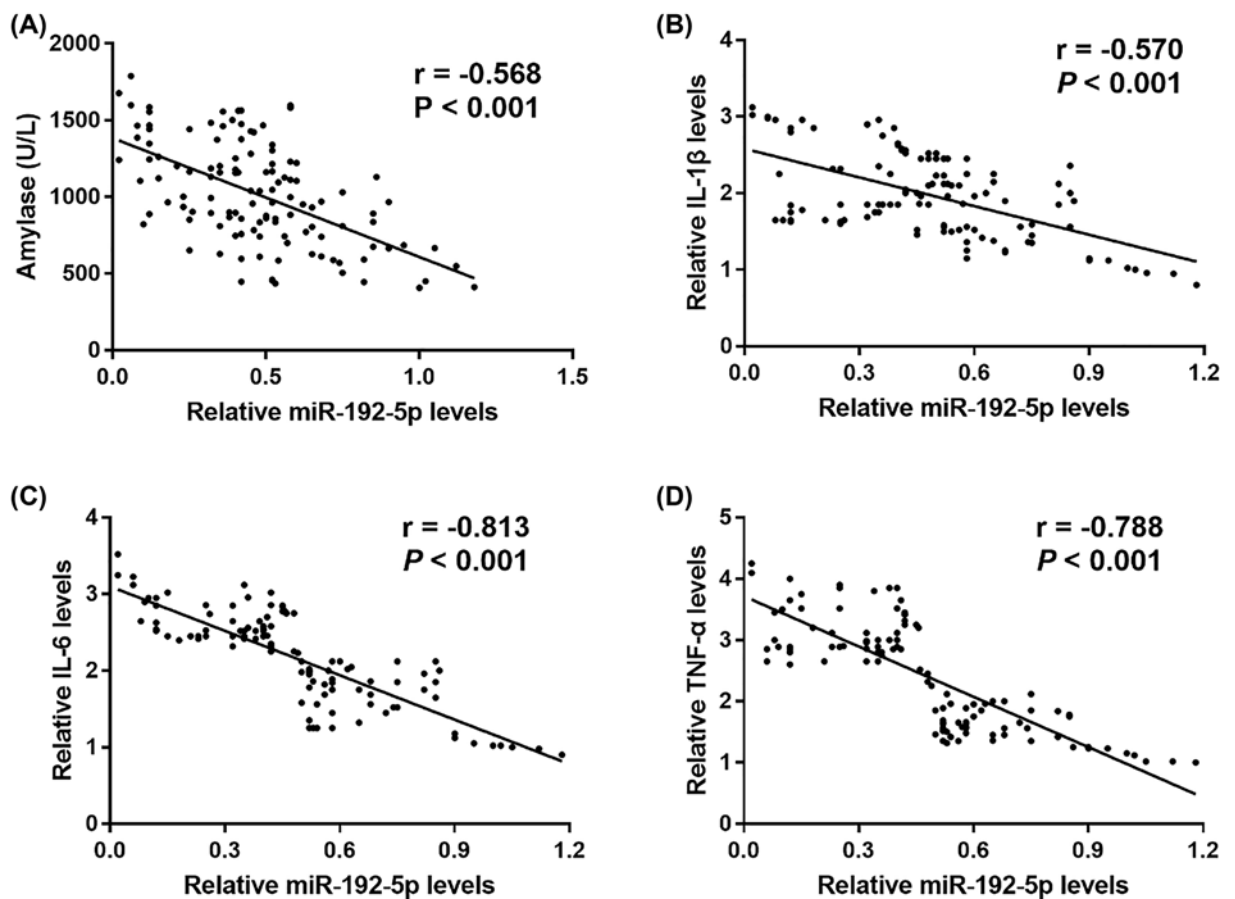 (A)
r = -0.568
P < 0.001
Amylase (U/L)
2000
1500
1000
500
0
0.0 0.5 1.0 1.5
Relative miR-192-5p levels
(B)
r = -0.570
P < 0.001
Relative IL-1β levels
4
3
2
1
0
0.0 0.3 0.6 0.9 1.2
Relative miR-192-5p levels
(C)
r = -0.813
P < 0.001
Relative IL-6 levels
4
3
2
1
0
0.0 0.3 0.6 0.9 1.2
Relative miR-192-5p levels
(D)
r = -0.788
P < 0.001
Relative TNF-α levels
5
4
3
2
1
0
0.0 0.3 0.6 0.9 1.2
Relative miR-192-5p levels